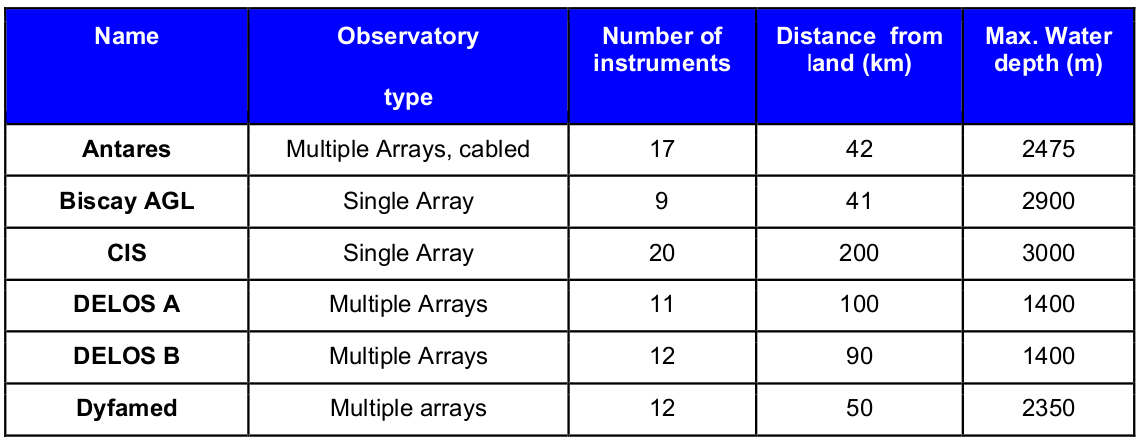 Name Observatory Number of Distance from Max. Water
instruments land (km) depth (m)
type
Antares Multiple Arrays, cabled 17 42 2475
Biscay AGL Single Array 9 41 2900
CIS Single Array 20 200 3000
DELOS A Multiple Arrays 11 100 1400
DELOS B Multiple Arrays 12 90 1400
Dyfamed Multiple arrays 12 50 2350